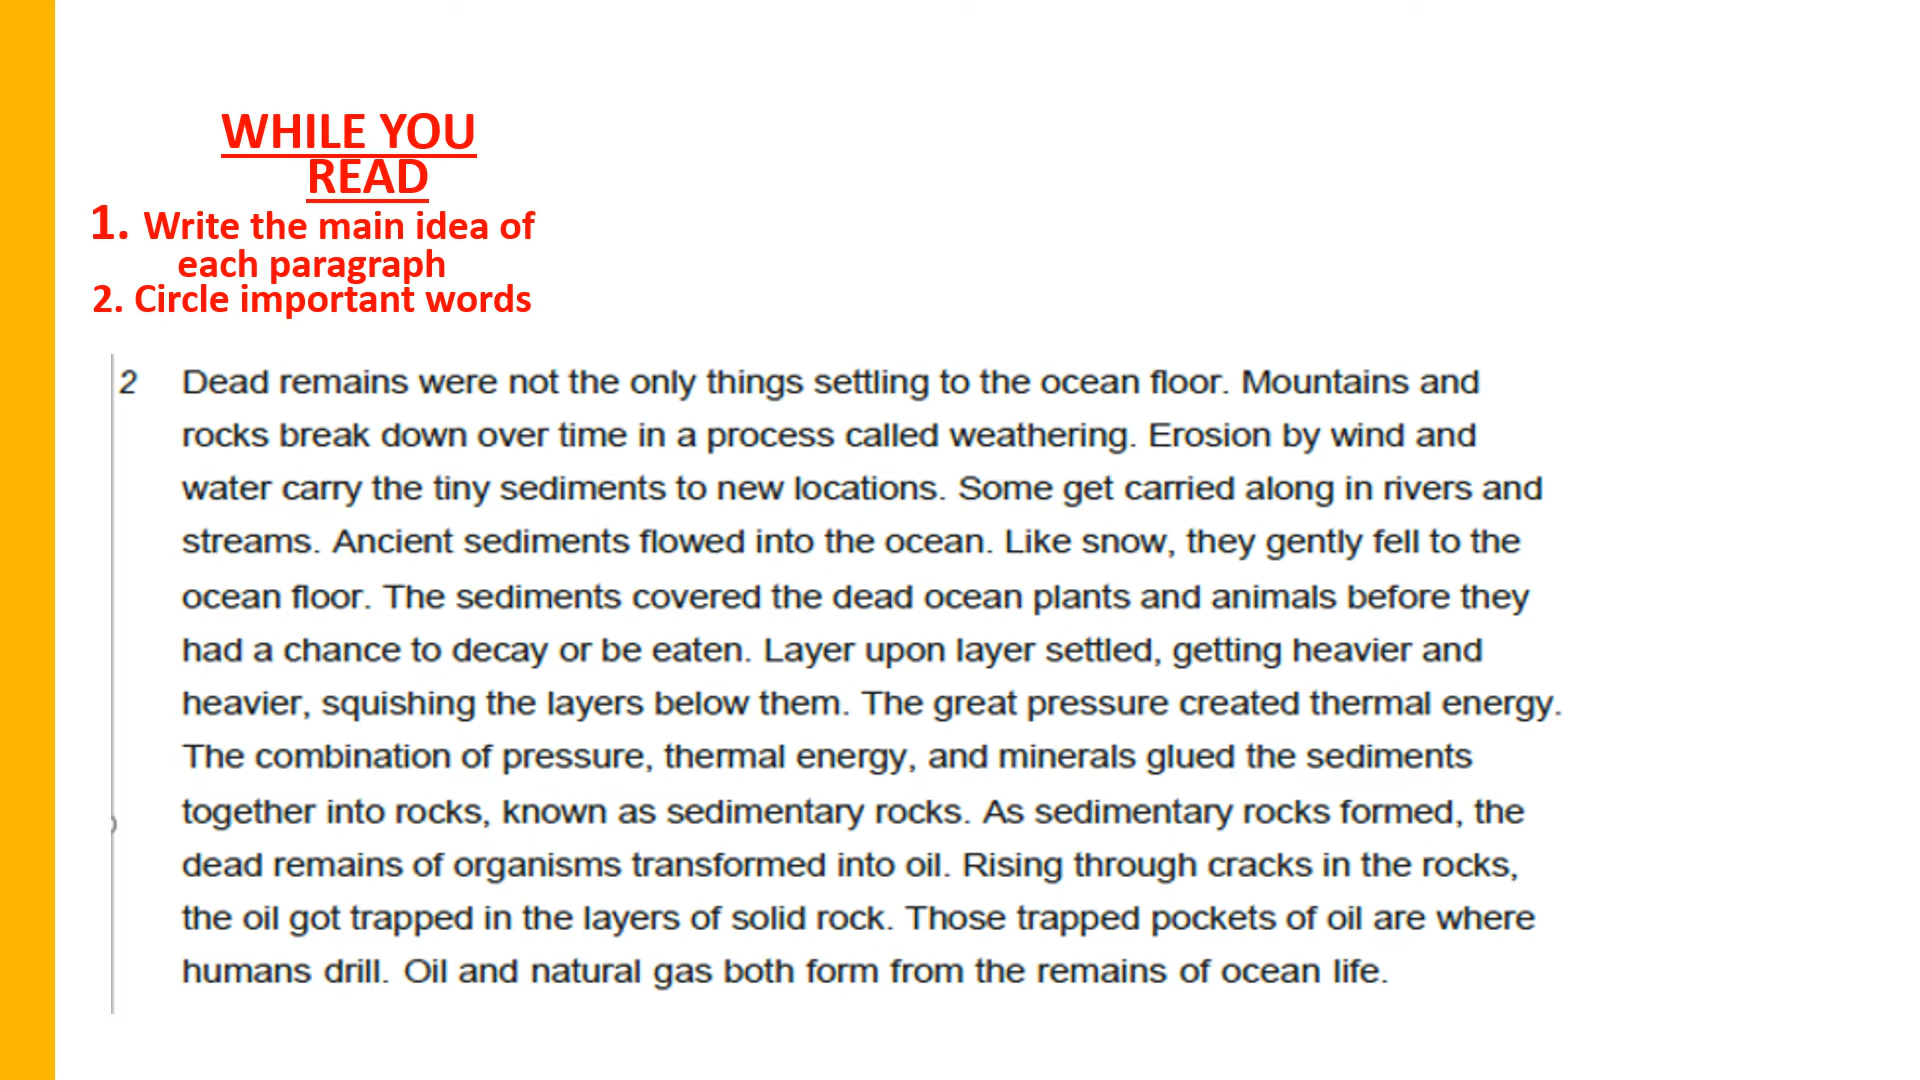 WHILE YOU
READ
1. Write the main idea of
each paragraph
2. Circle important words
2 Dead remains were not the only things settling to the ocean floor. Mountains and
rocks break down over time in a process called weathering. Erosion by wind and
water carry the tiny sediments to new locations. Some get carried along in rivers and
streams. Ancient sediments flowed into the ocean. Like snow, they gently fell to the
ocean floor. The sediments covered the dead ocean plants and animals before they
had a chance to decay or be eaten. Layer upon layer settled, getting heavier and
heavier, squishing the layers below them. The great pressure created thermal energy.
The combination of pressure, thermal energy, and minerals glued the sediments
together into rocks, known as sedimentary rocks. As sedimentary rocks formed, the
dead remains of organisms transformed into oil. Rising through cracks in the rocks,
the oil got trapped in the layers of solid rock. Those trapped pockets of oil are where
humans drill. Oil and natural gas both form from the remains of ocean life.